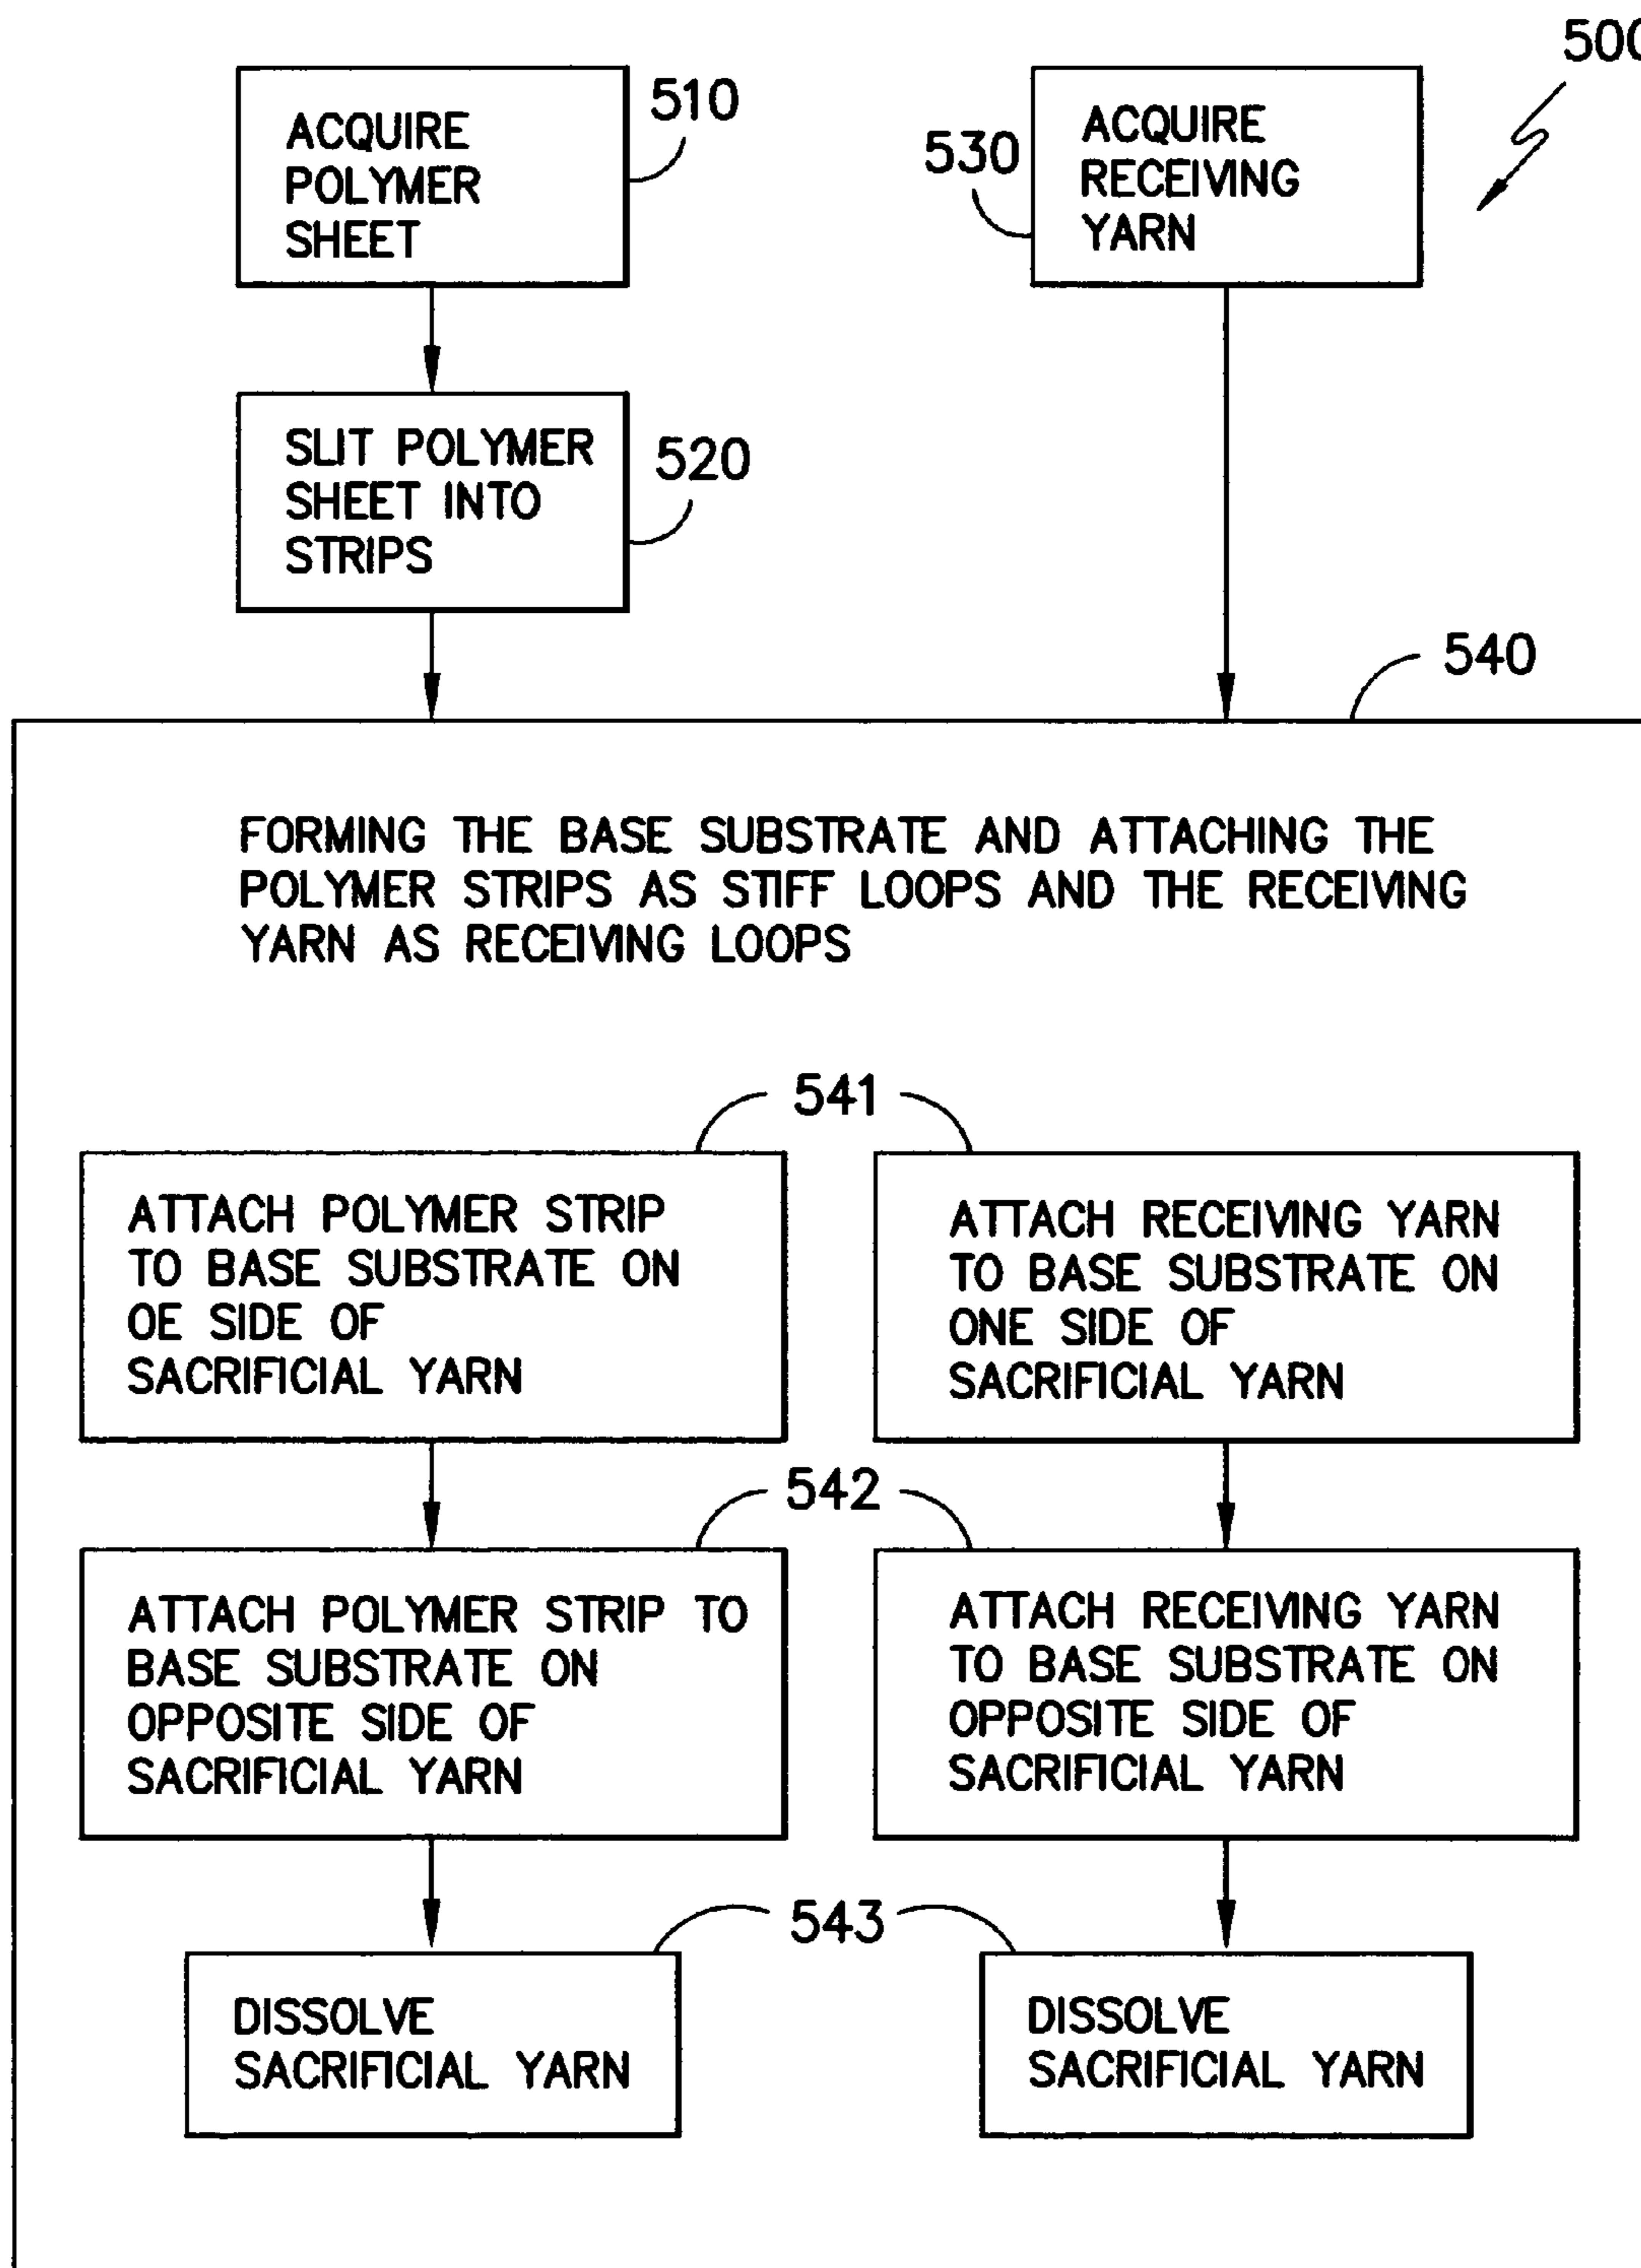 500
ACQUIRE
POLYMER
SHEET
510
530
ACQUIRE
RECEIVING
YARN
SLIT POLYMER
SHEET INTO
STRIPS
520
540
FORMING THE BASE SUBSTRATE AND ATTACHING THE
POLYMER STRIPS AS STIFF LOOPS AND THE RECEIVING
YARN AS RECEIVING LOOPS
541
ATTACH POLYMER STRIP
TO BASE SUBSTRATE ON
OE SIDE OF
SACRIFICIAL YARN
ATTACH RECEIVING YARN
TO BASE SUBSTRATE ON
ONE SIDE OF
SACRIFICIAL YARN
542
ATTACH POLYMER STRIP TO
BASE SUBSTRATE ON
OPPOSITE SIDE OF
SACRIFICIAL YARN
ATTACH RECEIVING YARN
TO BASE SUBSTRATE ON
OPPOSITE SIDE OF
SACRIFICIAL YARN
543
DISSOLVE
SACRIFICIAL YARN
DISSOLVE
SACRIFICIAL YARN